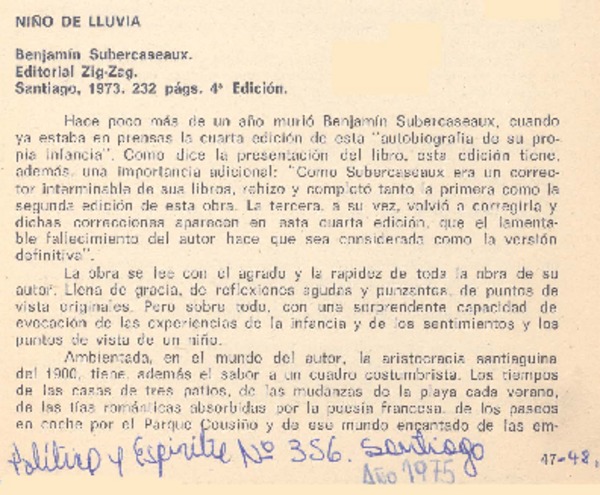 NIÑO DE LLUVIA
Benjamín Subercaseaux.
Editorial Zig-Zag.
Santiago, 1973. 232 págs. 4ª Edición.
Hace poco más de un año murió Benjamín Subercaseaux, cuando
ya estaba en prensas la cuarta edición de esta "autobiografía de su pro-
pia infancia". Como dice la presentación del libro, esta edición tiene,
además, una importancia adicional: "Como Subercaseaux era un correc-
tor interminable de sus libros, rehizo y completó tanto la primera como la
segunda edición de esta obra. La tercera, a su vez, volvió a corregirla y
dichas correcciones aparecen en esta cuarta edición, que el lamenta-
ble fallecimiento del autor hace que sea considerada como la versión
definitiva".
La obra se lee con el agrado y la rapidez de toda la obra de su
autor. Llena de gracia, de reflexiones agudas y punzantes, de puntos de
vista originales. Pero sobre todo, con una sorprendente capacidad de
evocación de las experiencias de la infancia y de los sentimientos y los
puntos de vista de un niño.
Ambientada, en el mundo del autor, la aristocracia santiaguina
del 1900, tiene, además el sabor a un cuadro costumbrista. Los tiempos
de las casas de tres patios, de las mudanzas de la playa cada verano,
de las tías románticas absorbidas por la poesía francesa, de los paseos
en coche por el Parque Cousiño y de ese mundo encantado de las em-
Política y Espíritu Nº 356. Santiago
Año 1975
47-48.